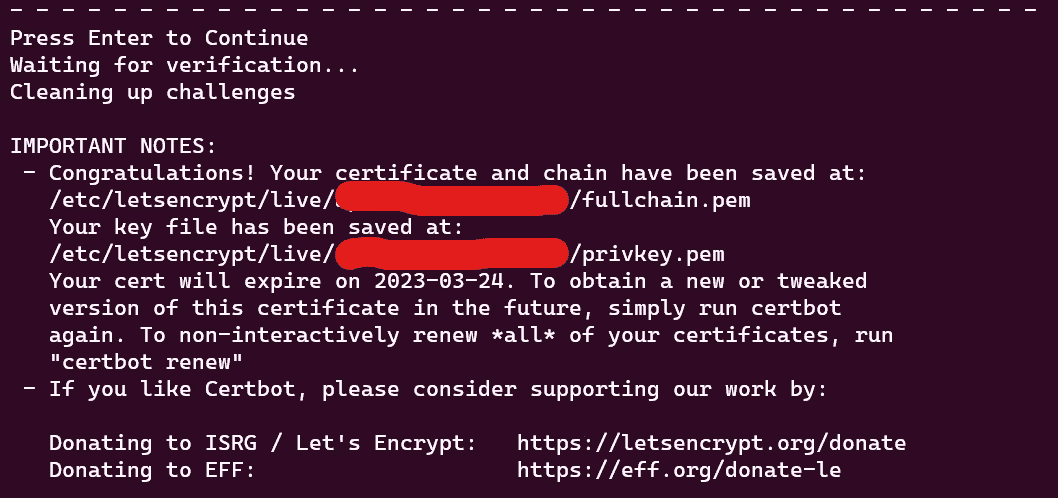 - - - - - - - - - - - - - - - - - - - - - - - - - - - - - - - - - - - - - - - -
Press Enter to Continue
Waiting for verification...
Cleaning up challenges
IMPORTANT NOTES:
- Congratulations! Your certificate and chain have been saved at:
/etc/letsencrypt/live/ /fullchain.pem
Your key file has been saved at:
/etc/letsencrypt/live/ /privkey.pem
Your cert will expire on 2023-03-24. To obtain a new or tweaked
version of this certificate in the future, simply run certbot
again. To non-interactively renew *all* of your certificates, run
"certbot renew"
- If you like Certbot, please consider supporting our work by:
Donating to ISRG / Let's Encrypt: https://letsencrypt.org/donate
Donating to EFF: https://eff.org/donate-le